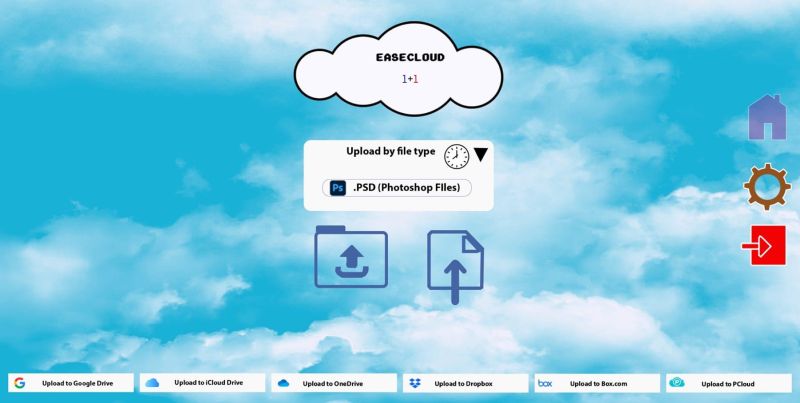 EASECLOUD
1+1
Upload by file type
Ps .PSD (Photoshop FIles)
Upload to Google Drive
Upload to iCloud Drive
Upload to OneDrive
Upload to Dropbox
box Upload to Box.com
Upload to PCloud